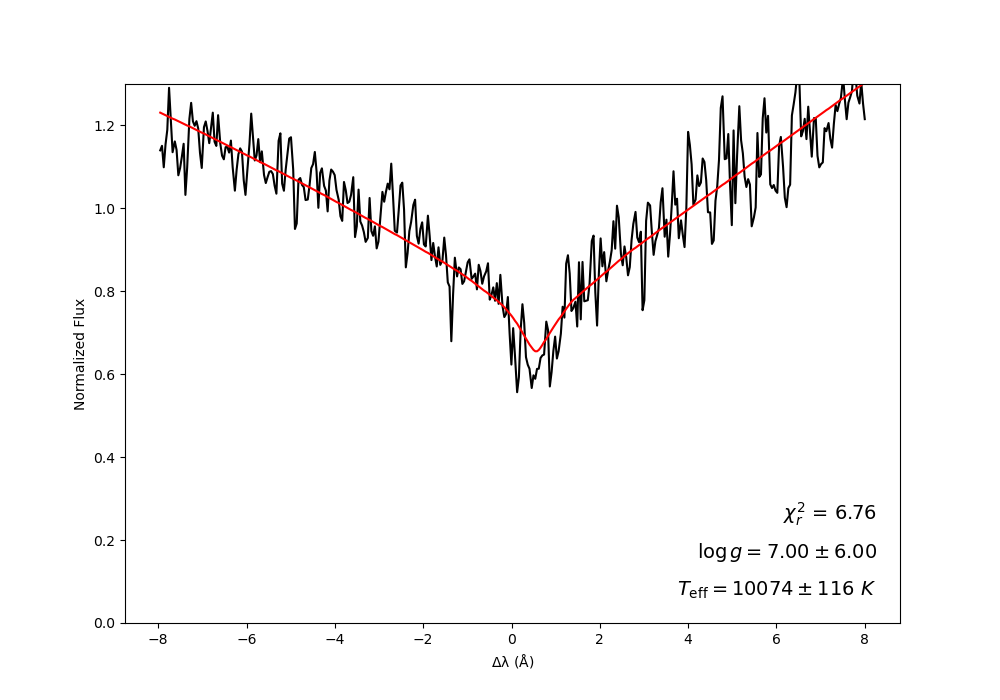 1.2
1.0
0.8
0.6
0.4
0.2
0.0
Normalized Flux
χ²ᵣ = 6.76
log g = 7.00 ± 6.00
T_eff = 10074 ± 116 K
−8 −6 −4 −2 0 2 4 6 8
Δλ (Å)